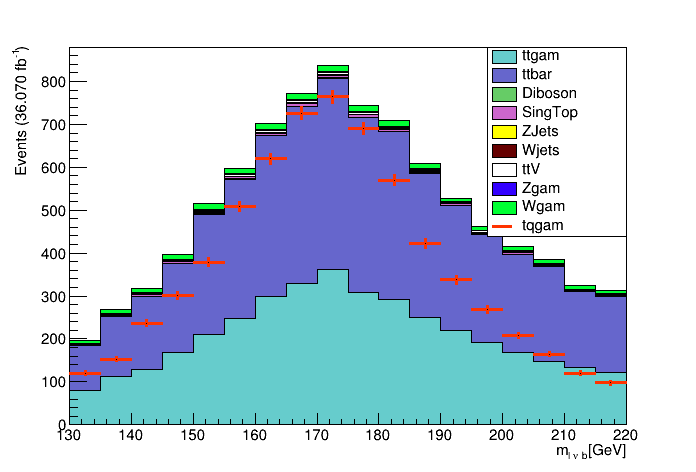 Events (36.070 fb⁻¹)
800
700
600
500
400
300
200
100
0
130 140 150 160 170 180 190 200 210 220
m_{l ν b}[GeV]
ttgam
ttbar
Diboson
SingTop
ZJets
Wjets
ttV
Zgam
Wgam
tqgam